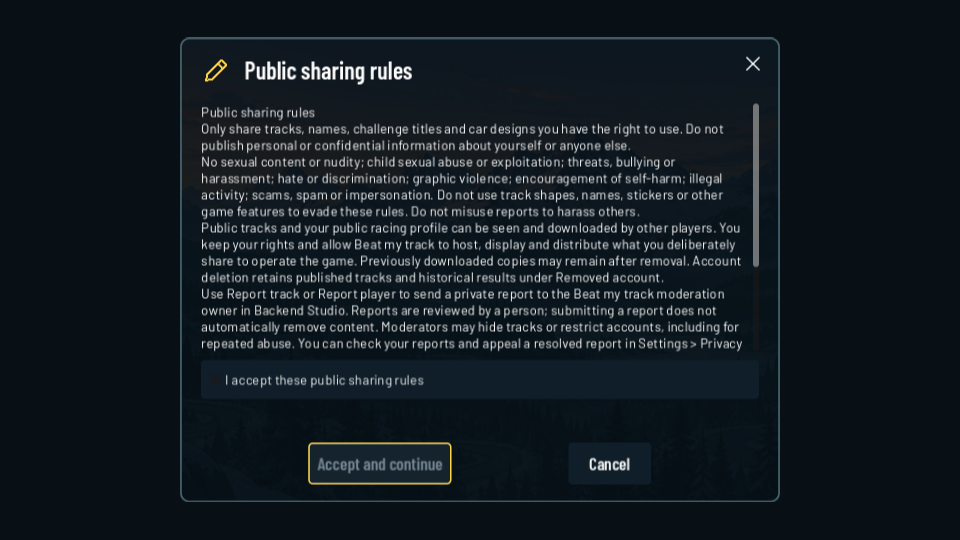 Public sharing rules
Public sharing rules
Only share tracks, names, challenge titles and car designs you have the right to use. Do not
publish personal or confidential information about yourself or anyone else.
No sexual content or nudity; child sexual abuse or exploitation; threats, bullying or
harassment; hate or discrimination; graphic violence; encouragement of self-harm; illegal
activity; scams, spam or impersonation. Do not use track shapes, names, stickers or other
game features to evade these rules. Do not misuse reports to harass others.
Public tracks and your public racing profile can be seen and downloaded by other players. You
keep your rights and allow Beat my track to host, display and distribute what you deliberately
share to operate the game. Previously downloaded copies may remain after removal. Account
deletion retains published tracks and historical results under Removed account.
Use Report track or Report player to send a private report to the Beat my track moderation
owner in Backend Studio. Reports are reviewed by a person; submitting a report does not
automatically remove content. Moderators may hide tracks or restrict accounts, including for
repeated abuse. You can check your reports and appeal a resolved report in Settings > Privacy
I accept these public sharing rules
Accept and continue
Cancel